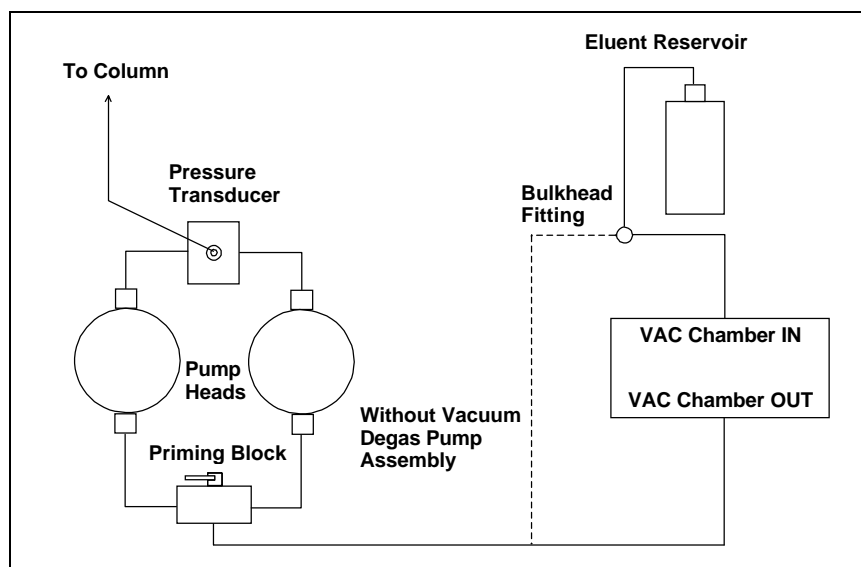 Eluent Reservoir
To Column
Pressure
Transducer
Bulkhead
Fitting
VAC Chamber IN
Pump
Heads
VAC Chamber OUT
Without Vacuum
Degas Pump
Assembly
Priming Block